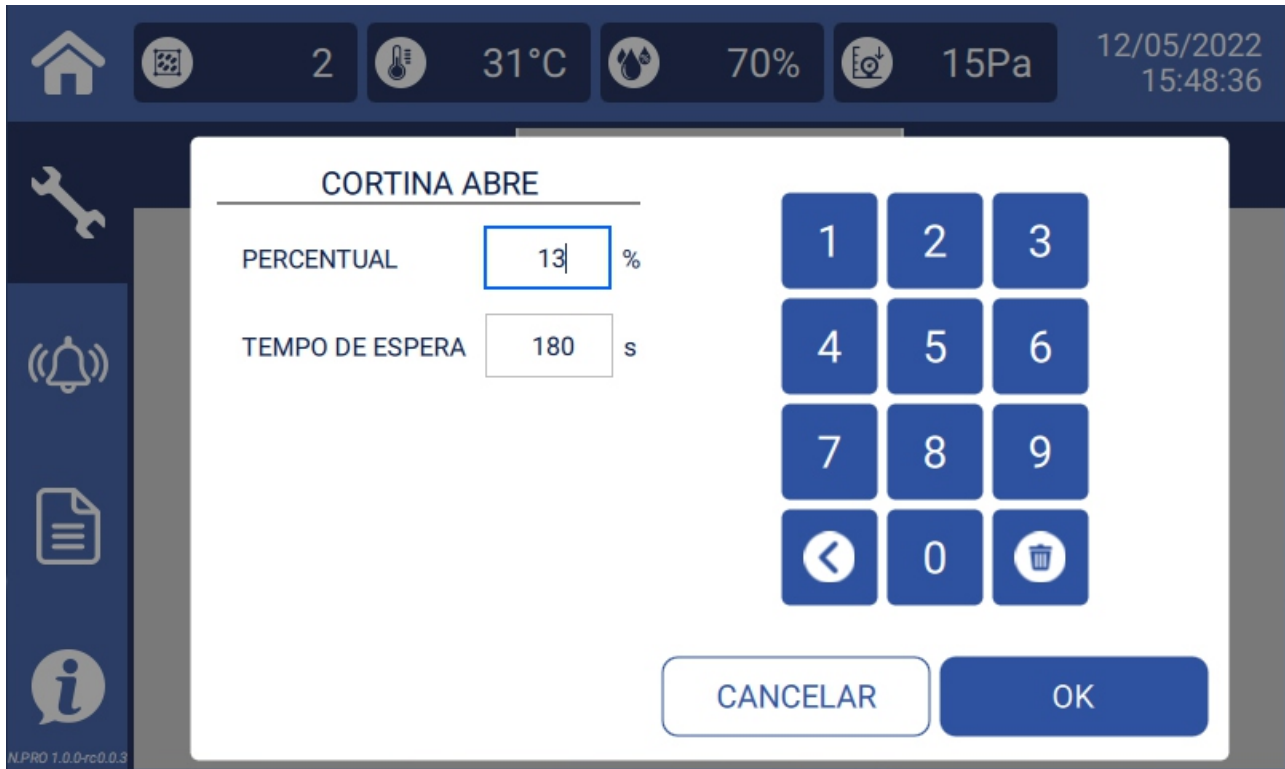 2
31°C
70%
15Pa
12/05/2022
15:48:36
CORTINA ABRE
PERCENTUAL 13 %
TEMPO DE ESPERA 180 s
1 2 3
4 5 6
7 8 9
0
CANCELAR OK
N.PRO 1.0.0-rc0.0.3